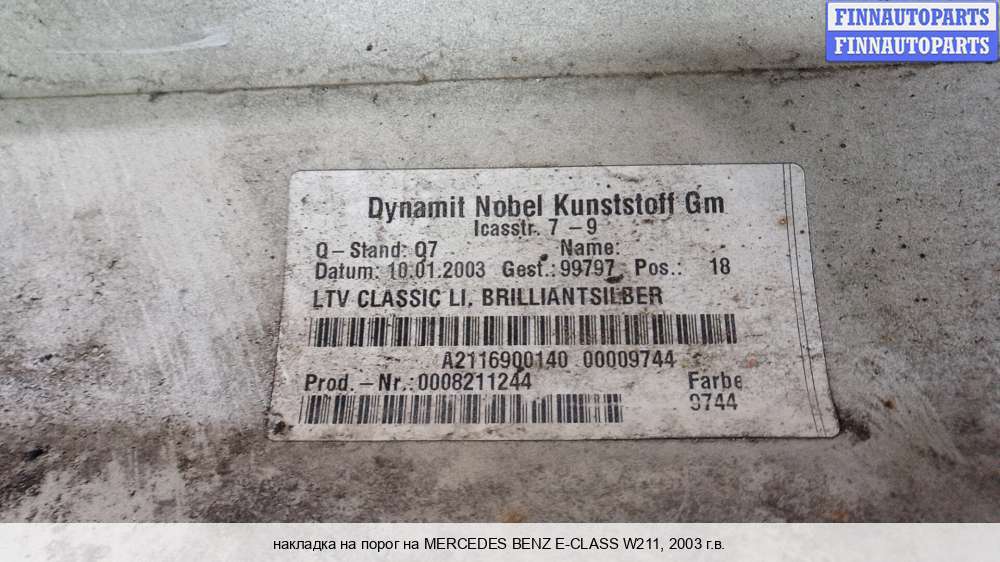 FINNAUTOPARTS
FINNAUTOPARTS
Dynamit Nobel Kunststoff Gm
Icasstr. 7 – 9
Q – Stand: Q7 Name:
Datum: 10.01.2003 Gest.: 99797 Pos.: 18
LTV CLASSIC LI. BRILLIANTSILBER
A2116900140 00009744
Prod. – Nr.: 0008211244 Farbe
9744
накладка на порог на MERCEDES BENZ E-CLASS W211, 2003 г.в.